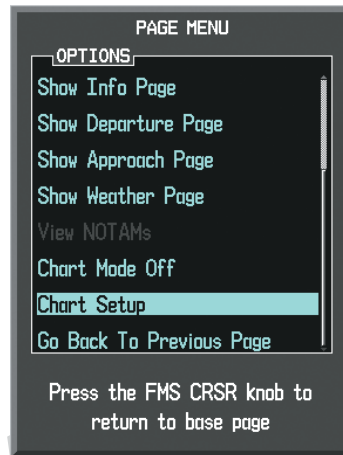 PAGE MENU
OPTIONS
Show Info Page
Show Departure Page
Show Approach Page
Show Weather Page
View NOTAMs
Chart Mode Off
Chart Setup
Go Back To Previous Page
Press the FMS CRSR knob to
return to base page